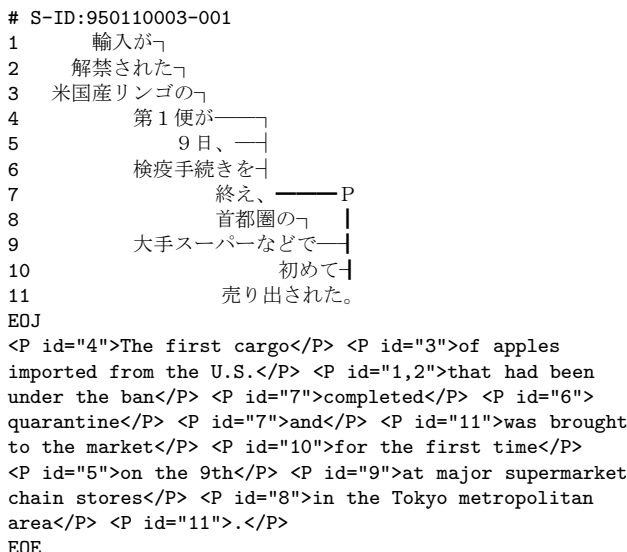 # S-ID:950110003-001
1 輸入が┐
2 解禁された┐
3 米国産リンゴの┐
4 第１便が──┐
5 ９日、─┤
6 検疫手続きを┤
7 終え、━━━Ｐ
8 首都圏の┐ ┃
9 大手スーパーなどで─┫
10 初めて┫
11 売り出された。
EOJ
<P id="4">The first cargo</P> <P id="3">of apples
imported from the U.S.</P> <P id="1,2">that had been
under the ban</P> <P id="7">completed</P> <P id="6">
quarantine</P> <P id="7">and</P> <P id="11">was brought
to the market</P> <P id="10">for the first time</P>
<P id="5">on the 9th</P> <P id="9">at major supermarket
chain stores</P> <P id="8">in the Tokyo metropolitan
area</P> <P id="11">.</P>
EOE